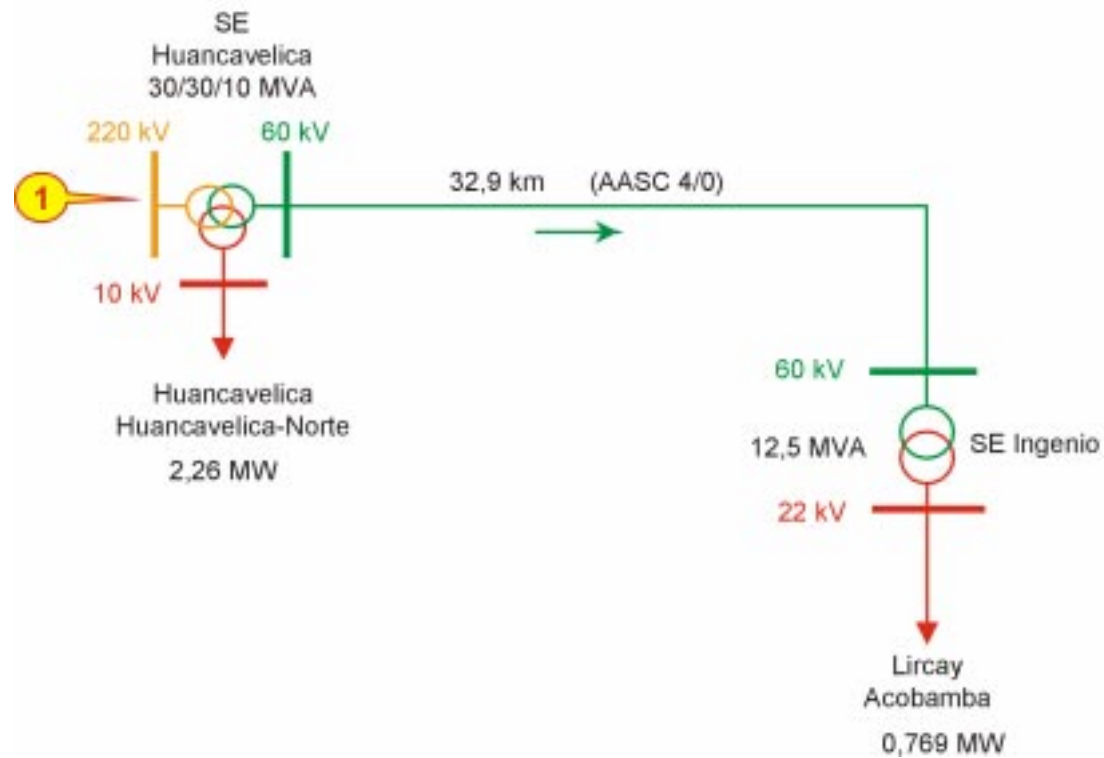 SE
Huancavelica
30/30/10 MVA
220 kV
60 kV
1
32,9 km (AASC 4/0)
10 kV
Huancavelica
Huancavelica-Norte
2,26 MW
60 kV
12,5 MVA
SE Ingenio
22 kV
Lircay
Acobamba
0,769 MW